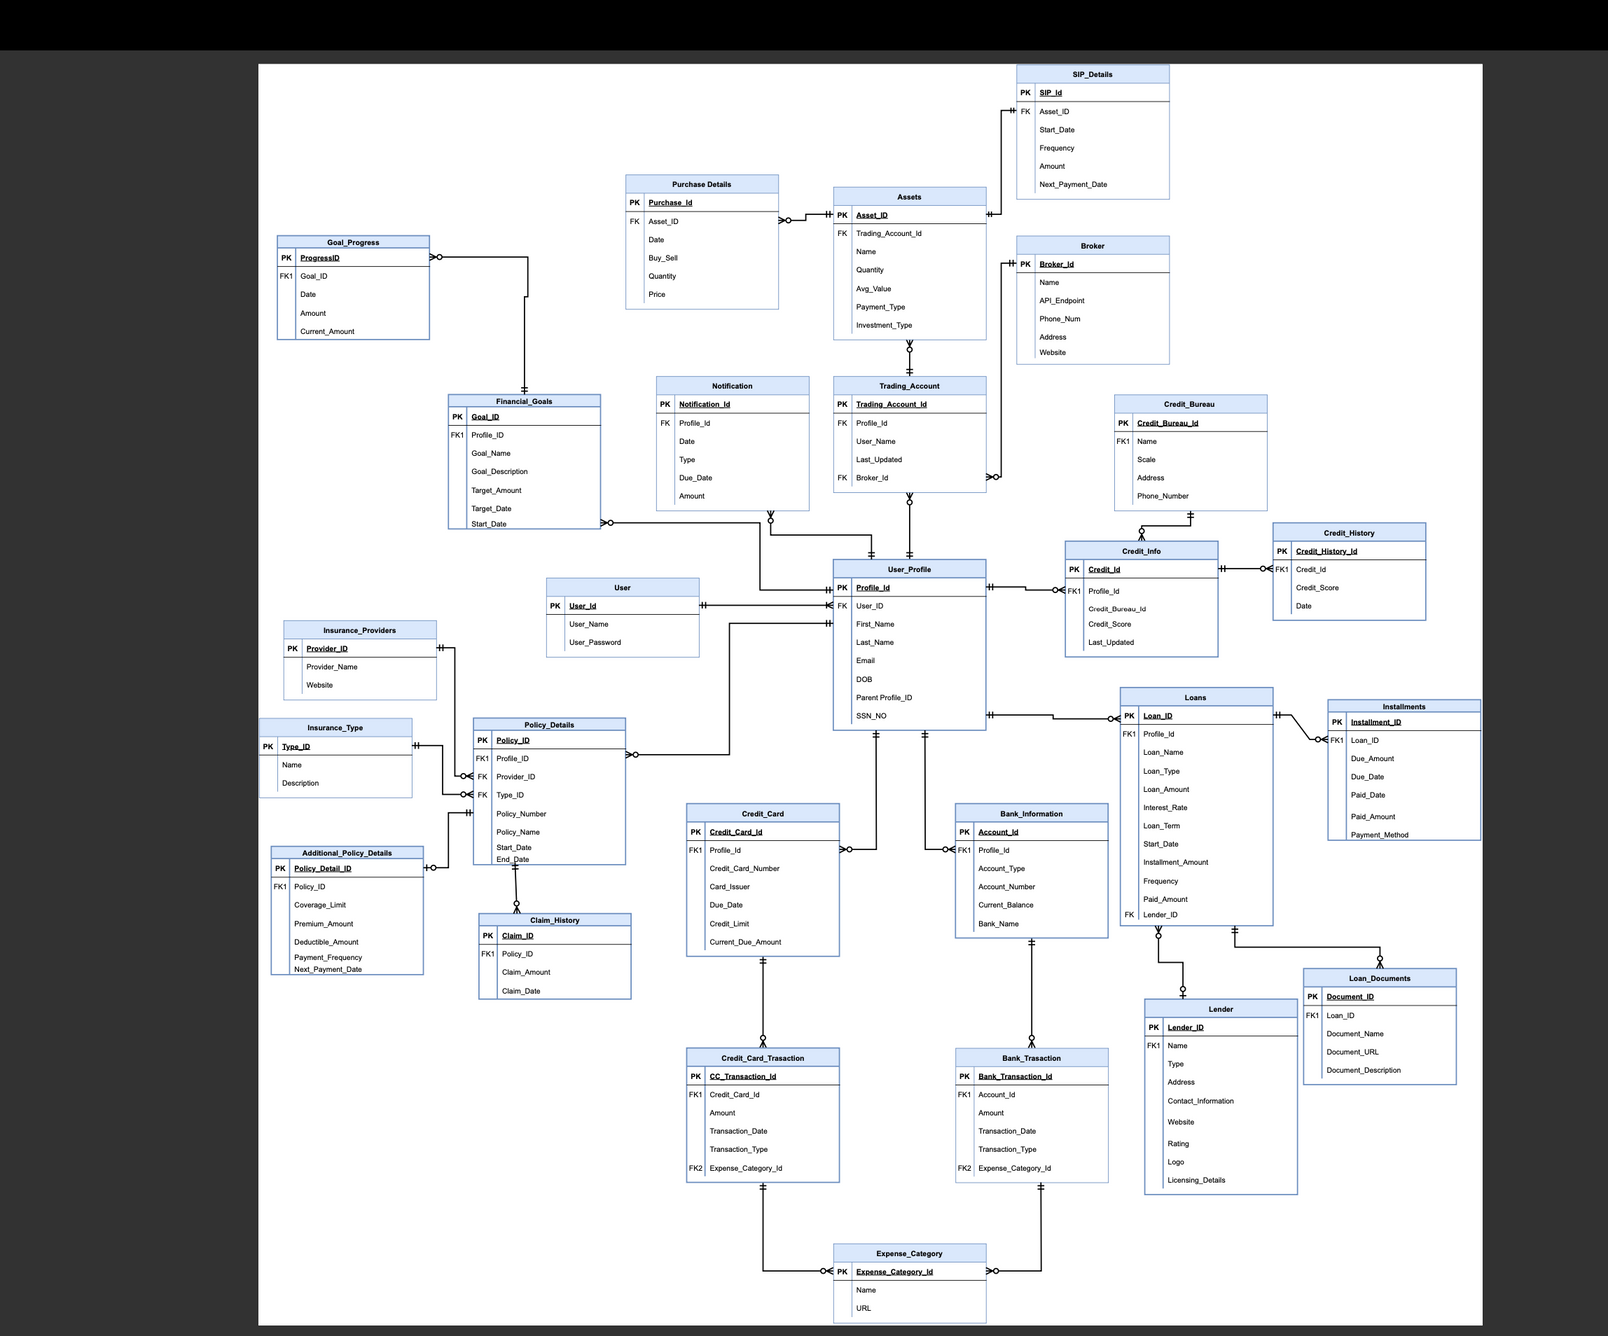 SIP_Details
PK SIP_Id
FK Asset_ID
Start_Date
Frequency
Amount
Next_Payment_Date
Purchase Details
PK Purchase_Id
FK Asset_ID
Date
Buy_Sell
Quantity
Price
Assets
PK Asset_ID
FK Trading_Account_Id
Name
Quantity
Avg_Value
Payment_Type
Investment_Type
Goal_Progress
PK ProgressID
FK1 Goal_ID
Date
Amount
Current_Amount
Broker
PK Broker_Id
Name
API_Endpoint
Phone_Num
Address
Website
Financial_Goals
PK Goal_ID
FK1 Profile_ID
Goal_Name
Goal_Description
Target_Amount
Target_Date
Start_Date
Notification
PK Notification_Id
FK Profile_Id
Date
Type
Due_Date
Amount
Trading_Account
PK Trading_Account_Id
FK Profile_Id
User_Name
Last_Updated
FK Broker_Id
Credit_Bureau
PK Credit_Bureau_Id
FK1 Name
Scale
Address
Phone_Number
Credit_History
PK Credit_History_Id
FK1 Credit_Id
Credit_Score
Date
Credit_Info
PK Credit_Id
FK1 Profile_Id
Credit_Bureau_Id
Credit_Score
Last_Updated
User_Profile
PK Profile_Id
FK User_ID
First_Name
Last_Name
Email
DOB
Parent Profile_ID
SSN_NO
User
PK User_Id
User_Name
User_Password
Insurance_Providers
PK Provider_ID
Provider_Name
Website
Insurance_Type
PK Type_ID
Name
Description
Policy_Details
PK Policy_ID
FK1 Profile_ID
FK Provider_ID
FK Type_ID
Policy_Number
Policy_Name
Start_Date
End_Date
Loans
PK Loan_ID
FK1 Profile_Id
Loan_Name
Loan_Type
Loan_Amount
Interest_Rate
Loan_Term
Start_Date
Installment_Amount
Frequency
Paid_Amount
FK Lender_ID
Installments
PK Installment_ID
FK1 Loan_ID
Due_Amount
Due_Date
Paid_Date
Paid_Amount
Payment_Method
Additional_Policy_Details
PK Policy_Detail_ID
FK1 Policy_ID
Coverage_Limit
Premium_Amount
Deductible_Amount
Payment_Frequency
Next_Payment_Date
Claim_History
PK Claim_ID
FK1 Policy_ID
Claim_Amount
Claim_Date
Credit_Card
PK Credit_Card_Id
FK1 Profile_Id
Credit_Card_Number
Card_Issuer
Due_Date
Credit_Limit
Current_Due_Amount
Bank_Information
PK Account_Id
FK1 Profile_Id
Account_Type
Account_Number
Current_Balance
Bank_Name
Loan_Documents
PK Document_ID
FK1 Loan_ID
Document_Name
Document_URL
Document_Description
Lender
PK Lender_ID
FK1 Name
Type
Address
Contact_Information
Website
Rating
Logo
Licensing_Details
Credit_Card_Trasaction
PK CC_Transaction_Id
FK1 Credit_Card_Id
Amount
Transaction_Date
Transaction_Type
FK2 Expense_Category_Id
Bank_Trasaction
PK Bank_Transaction_Id
FK1 Account_Id
Amount
Transaction_Date
Transaction_Type
FK2 Expense_Category_Id
Expense_Category
PK Expense_Category_Id
Name
URL